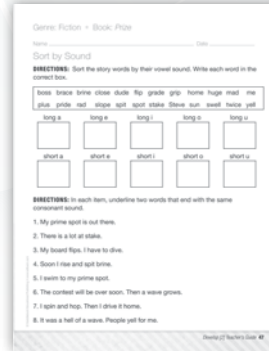 Genre: Fiction • Book: Prize
Name Date
Sort by Sound
DIRECTIONS: Sort the story words by their vowel sound. Write each word in the
correct box.
boss brace brine close dude flip grade grip home huge mad me
plus pride rad slope spit spot stake Steve sun swell twice yell
long a long e long i long o long u
short a short e short i short o short u
DIRECTIONS: In each item, underline two words that end with the same
consonant sound.
1. My prime spot is out there.
2. There is a lot at stake.
3. My board flips. I have to dive.
4. Soon I rise and spit brine.
5. I swim to my prime spot.
6. The contest will be over soon. Then a wave grows.
7. I spin and hop. Then I drive it home.
8. It was a hell of a wave. People yell for me.
Teacher's Guide 47